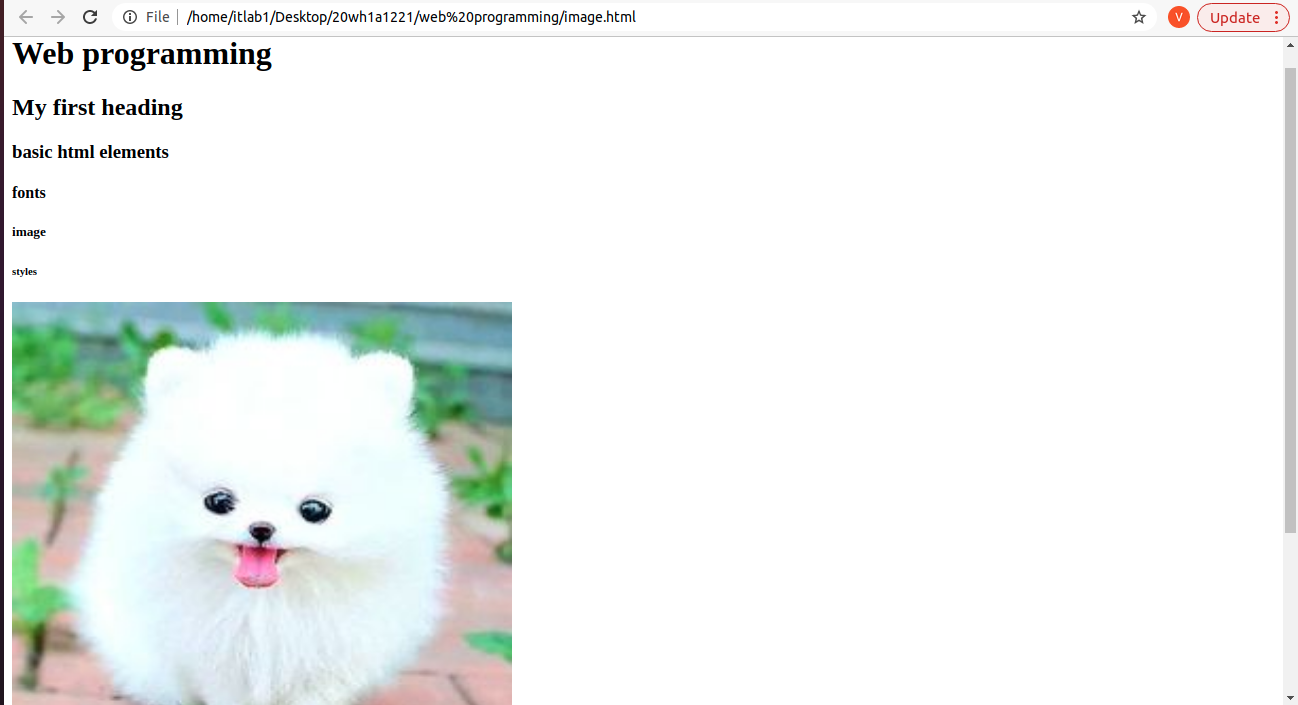 File /home/itlab1/Desktop/20wh1a1221/web%20programming/image.html V Update
Web programming
My first heading
basic html elements
fonts
image
styles